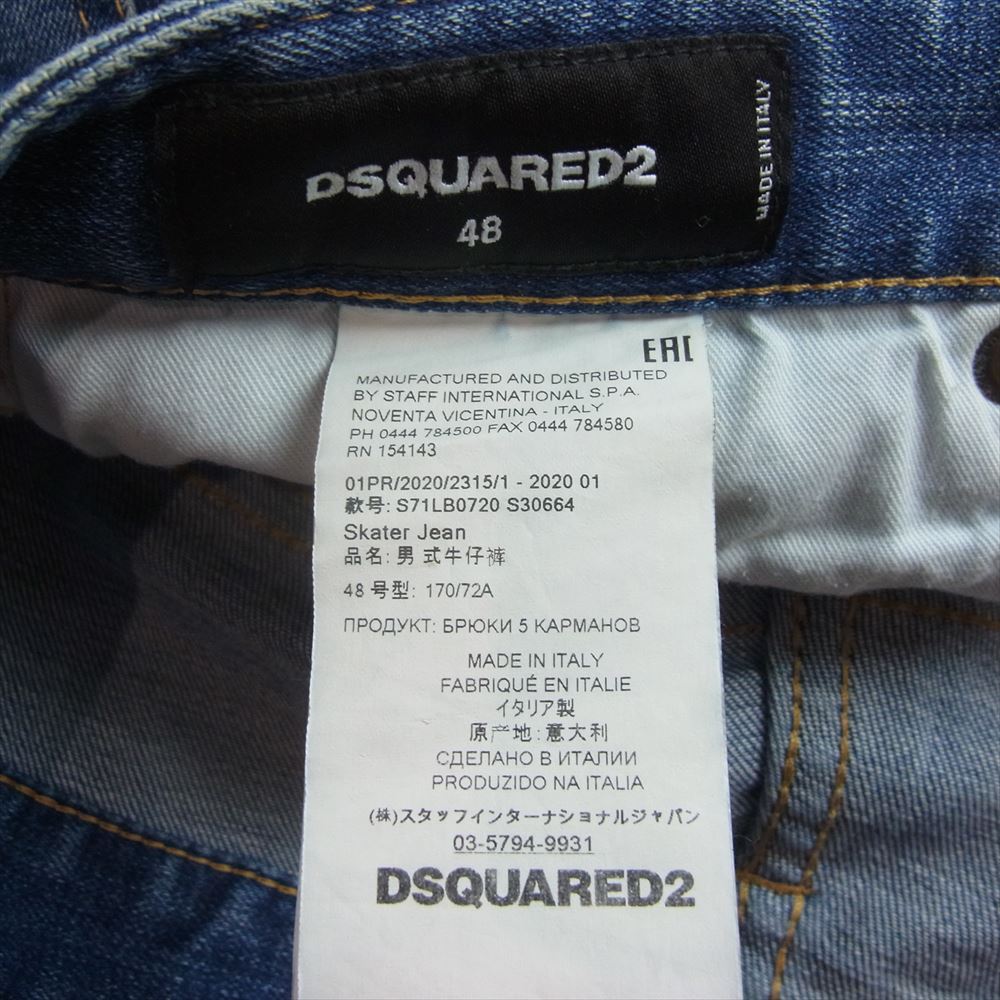 DSQUARED2
48
MADE IN ITALY
EAC
MANUFACTURED AND DISTRIBUTED
BY STAFF INTERNATIONAL S.P.A.
NOVENTA VICENTINA - ITALY
PH 0444 784500 FAX 0444 784580
RN 154143
01PR/2020/2315/1 - 2020 01
款号: S71LB0720 S30664
Skater Jean
品名: 男 式牛仔裤
48 号型: 170/72A
ПРОДУКТ: БРЮКИ 5 КАРМАНОВ
MADE IN ITALY
FABRIQUÉ EN ITALIE
イタリア製
原产地: 意大利
СДЕЛАНО В ИТАЛИИ
PRODUZIDO NA ITALIA
(株)スタッフインターナショナルジャパン
03-5794-9931
DSQUARED2